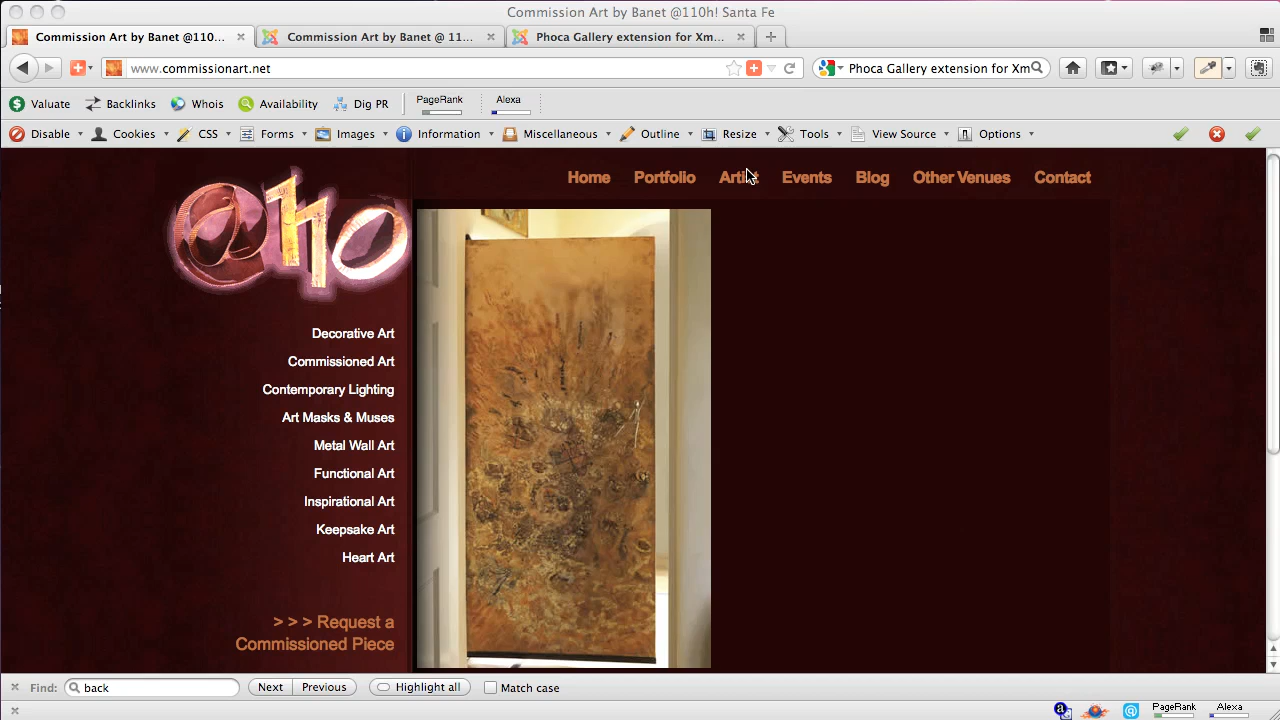 Commission Art by Banet @110h! Santa Fe
Commission Art by Banet @110...
Commission Art by Banet @ 11...
Phoca Gallery extension for Xm...
www.commissionart.net
Phoca Gallery extension for Xm
Valuate
Backlinks
Whois
Availability
Dig PR
PageRank
Alexa
Disable
Cookies
CSS
Forms
Images
Information
Miscellaneous
Outline
Resize
Tools
View Source
Options
Home
Portfolio
Artist
Events
Blog
Other Venues
Contact
@110
Decorative Art
Commissioned Art
Contemporary Lighting
Art Masks & Muses
Metal Wall Art
Functional Art
Inspirational Art
Keepsake Art
Heart Art
> > > Request a
Commissioned Piece
Find:
back
Next
Previous
Highlight all
Match case
PageRank
Alexa